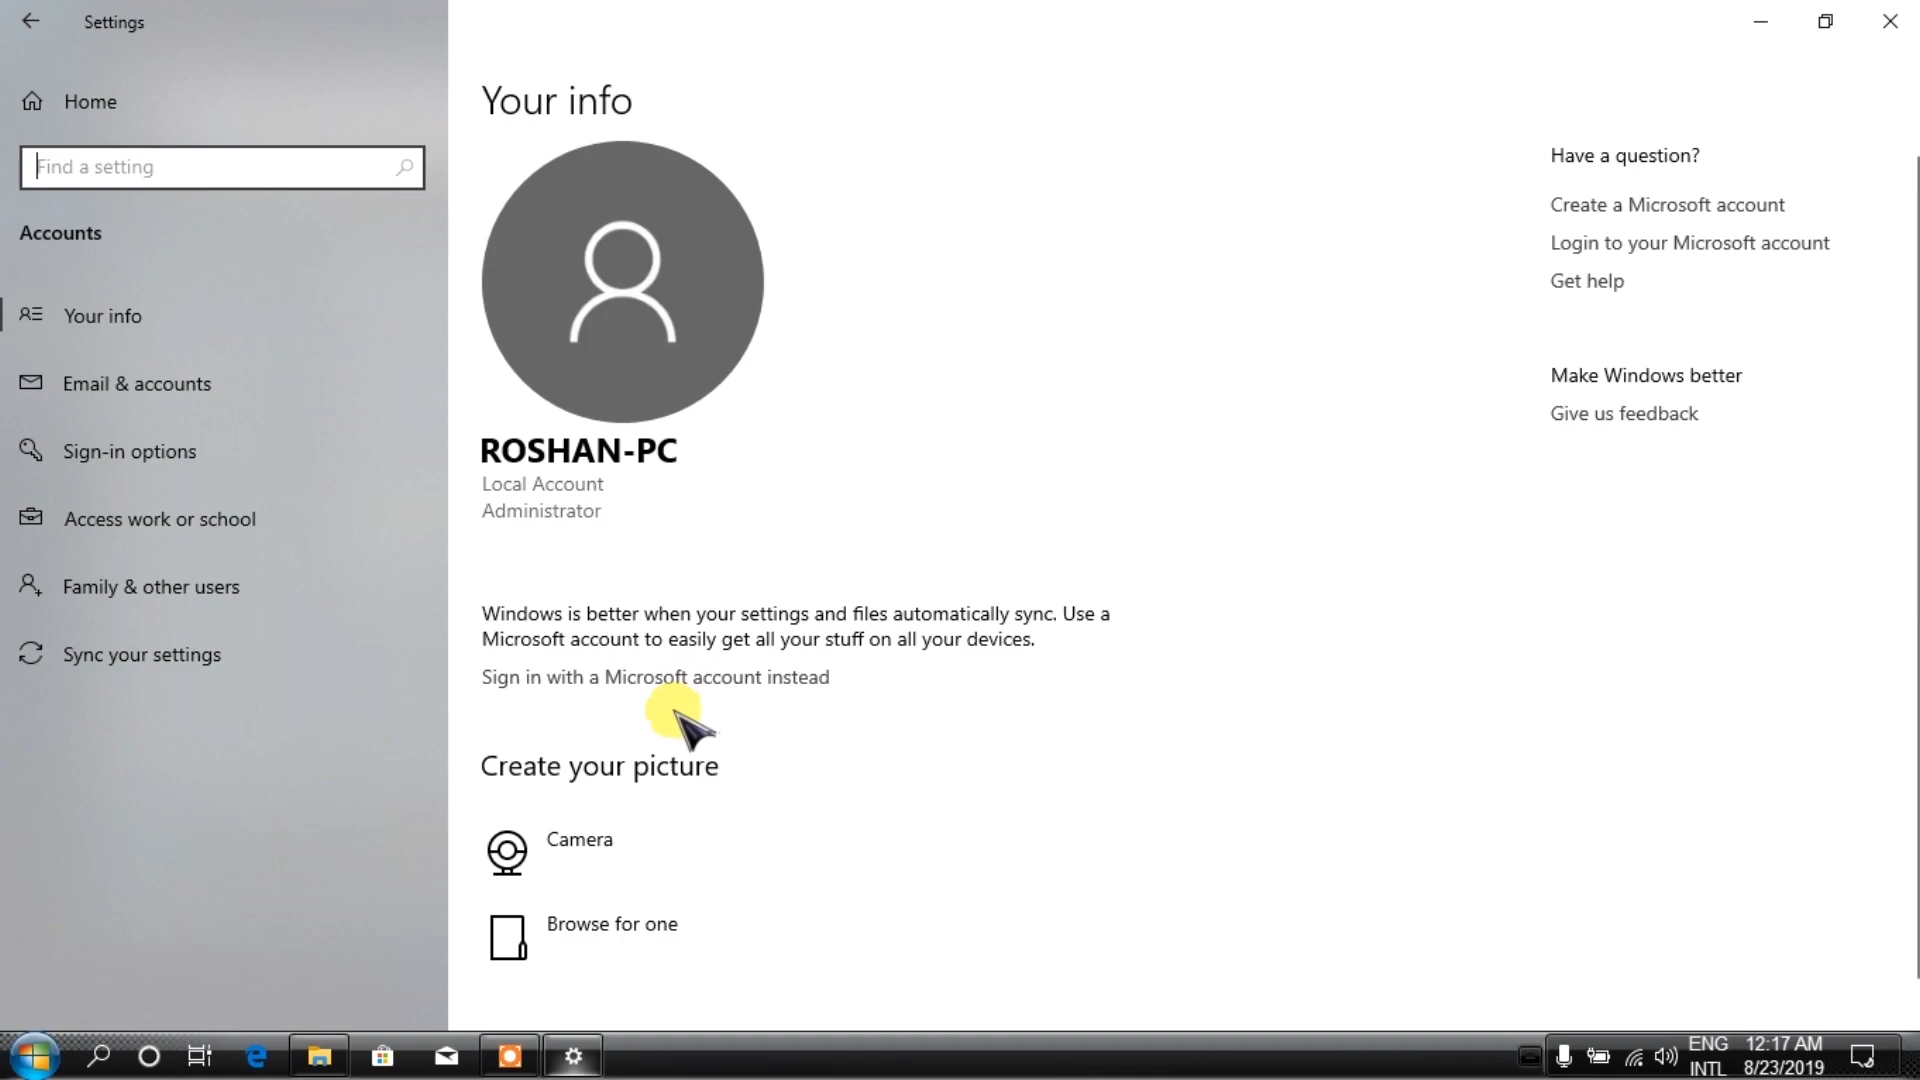 Settings
Home
Find a setting
Accounts
Your info
Email & accounts
Sign-in options
Access work or school
Family & other users
Sync your settings
Your info
ROSHAN-PC
Local Account
Administrator
Windows is better when your settings and files automatically sync. Use a
Microsoft account to easily get all your stuff on all your devices.
Sign in with a Microsoft account instead
Create your picture
Camera
Browse for one
Have a question?
Create a Microsoft account
Login to your Microsoft account
Get help
Make Windows better
Give us feedback
ENG
INTL
12:17 AM
8/23/2019